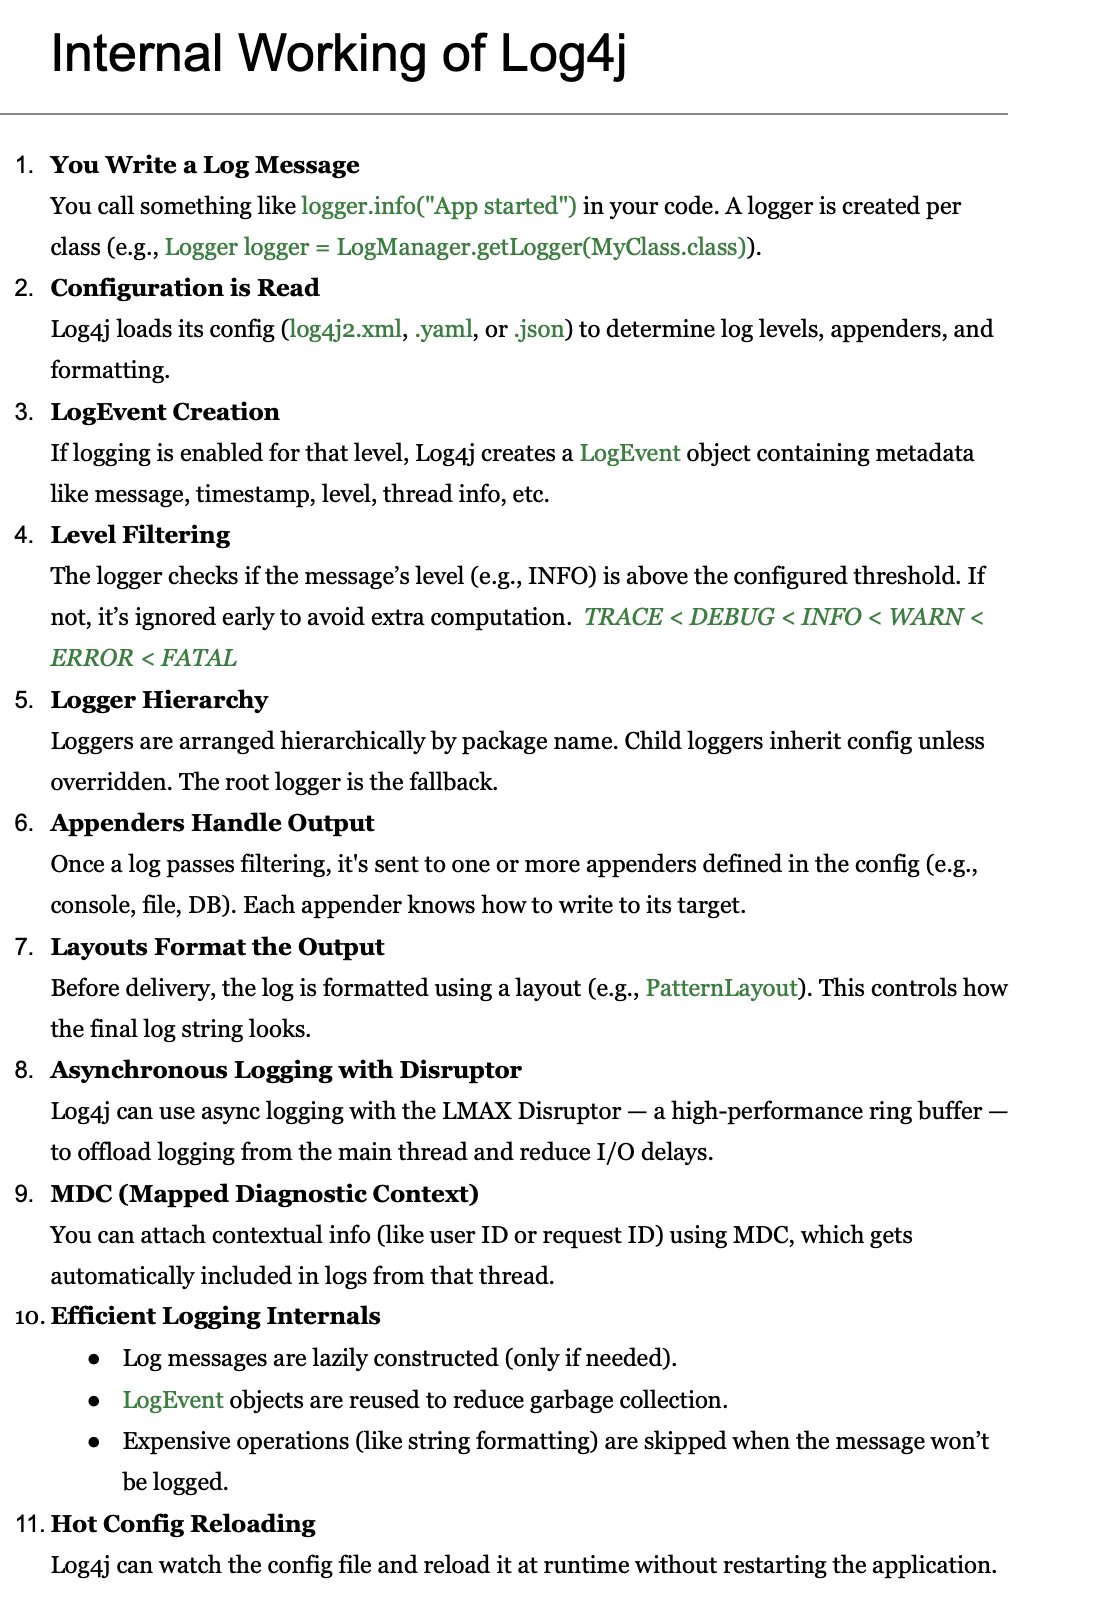 Internal Working of Log4j
1. You Write a Log Message
You call something like logger.info("App started") in your code. A logger is created per
class (e.g., Logger logger = LogManager.getLogger(MyClass.class)).
2. Configuration is Read
Log4j loads its config (log4j2.xml, .yaml, or .json) to determine log levels, appenders, and
formatting.
3. LogEvent Creation
If logging is enabled for that level, Log4j creates a LogEvent object containing metadata
like message, timestamp, level, thread info, etc.
4. Level Filtering
The logger checks if the message’s level (e.g., INFO) is above the configured threshold. If
not, it’s ignored early to avoid extra computation. TRACE < DEBUG < INFO < WARN <
ERROR < FATAL
5. Logger Hierarchy
Loggers are arranged hierarchically by package name. Child loggers inherit config unless
overridden. The root logger is the fallback.
6. Appenders Handle Output
Once a log passes filtering, it's sent to one or more appenders defined in the config (e.g.,
console, file, DB). Each appender knows how to write to its target.
7. Layouts Format the Output
Before delivery, the log is formatted using a layout (e.g., PatternLayout). This controls how
the final log string looks.
8. Asynchronous Logging with Disruptor
Log4j can use async logging with the LMAX Disruptor — a high-performance ring buffer —
to offload logging from the main thread and reduce I/O delays.
9. MDC (Mapped Diagnostic Context)
You can attach contextual info (like user ID or request ID) using MDC, which gets
automatically included in logs from that thread.
10. Efficient Logging Internals
● Log messages are lazily constructed (only if needed).
● LogEvent objects are reused to reduce garbage collection.
● Expensive operations (like string formatting) are skipped when the message won’t
be logged.
11. Hot Config Reloading
Log4j can watch the config file and reload it at runtime without restarting the application.